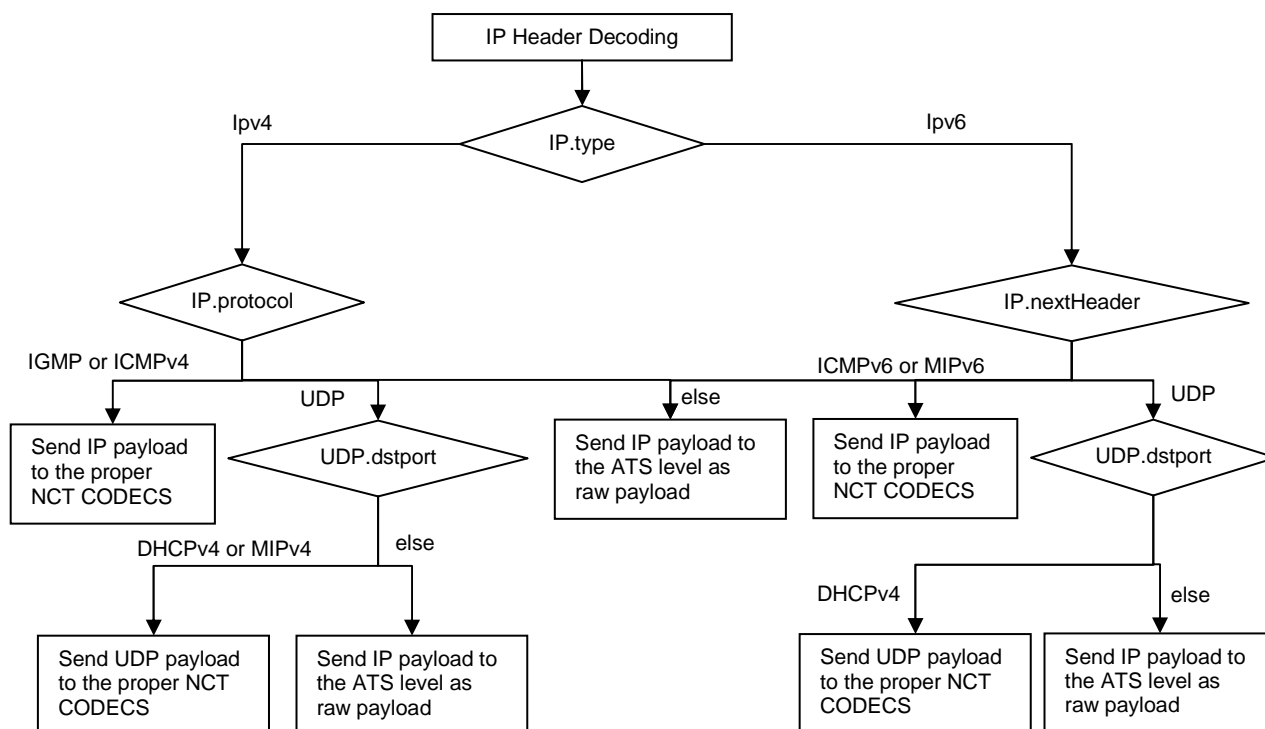 IP Header Decoding
Ipv4
Ipv6
IP.type
IP.protocol
IP.nextHeader
IGMP or ICMPv4
ICMPv6 or MIPv6
UDP
else
UDP
Send IP payload
to the proper
NCT CODECS
UDP.dstport
Send IP payload to
the ATS level as
raw payload
Send IP payload
to the proper
NCT CODECS
UDP.dstport
DHCPv4 or MIPv4
else
DHCPv4
else
Send UDP payload
to the proper NCT
CODECS
Send IP payload to
the ATS level as
raw payload
Send UDP payload
to the proper NCT
CODECS
Send IP payload to
the ATS level as
raw payload